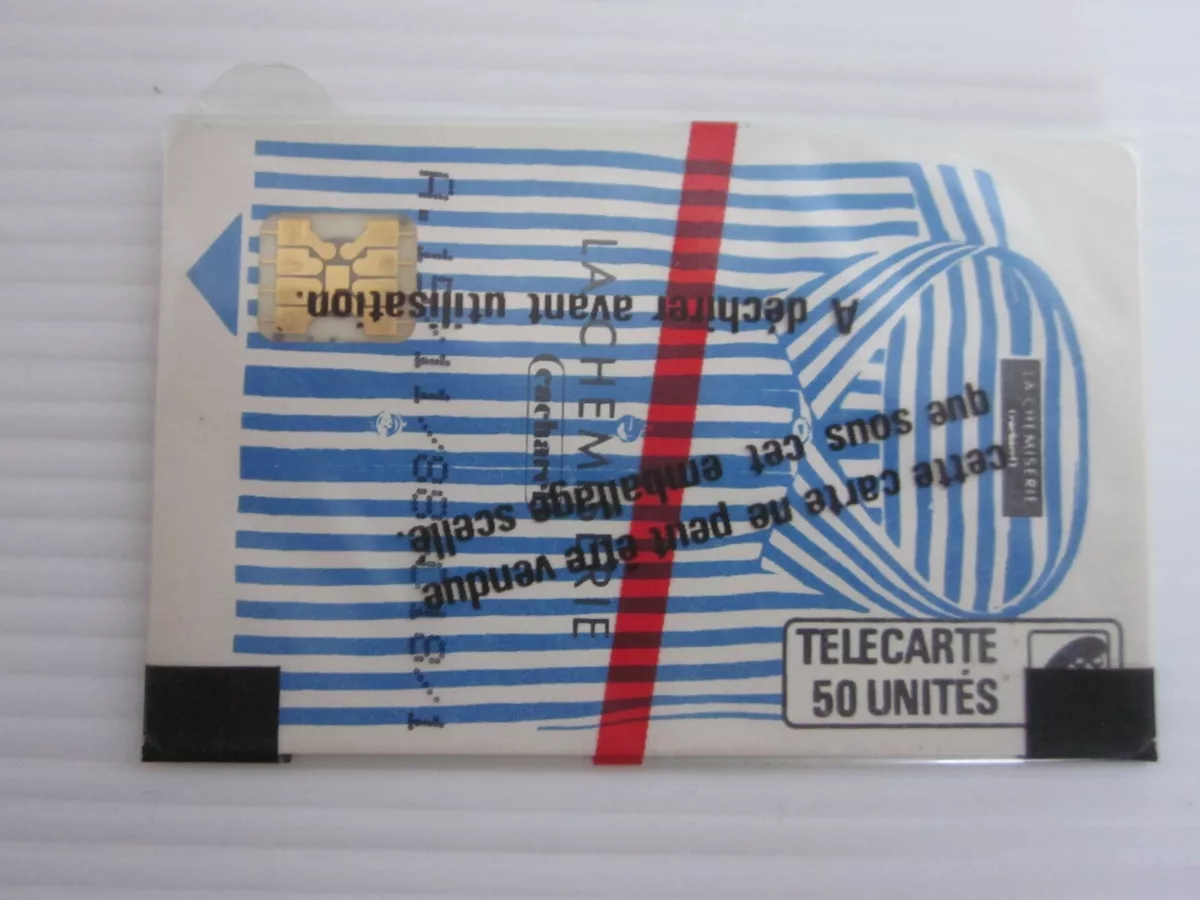 A déchirer avant utilisation.
cette carte ne peut être vendue
que sous cet emballage scelle.
LA CHEMISERIE
Cacharel
LA CHEMISERIE
TELECARTE
50 UNITÉS